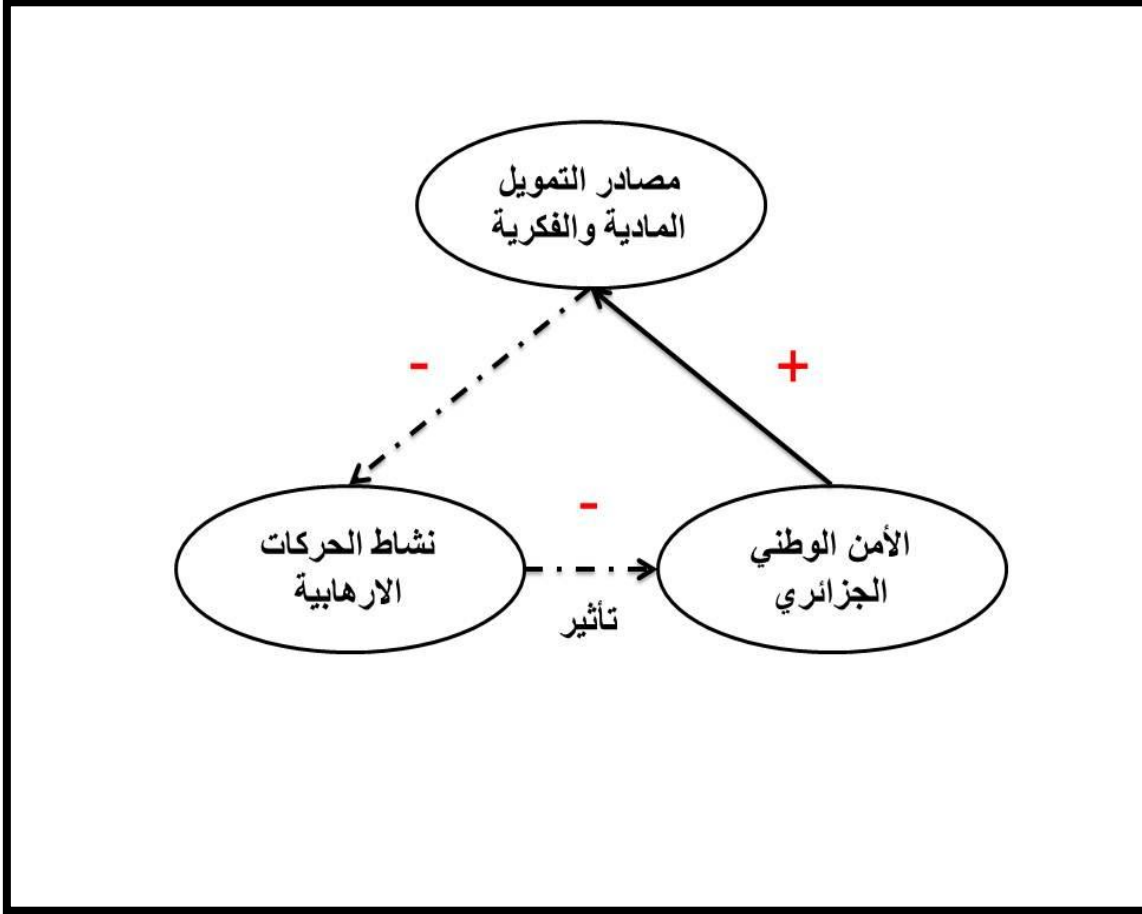 مصادر التمويل
المادية والفكرية
-
+
-
نشاط الحركات
الارهابية
تأثير
الأمن الوطني
الجزائري